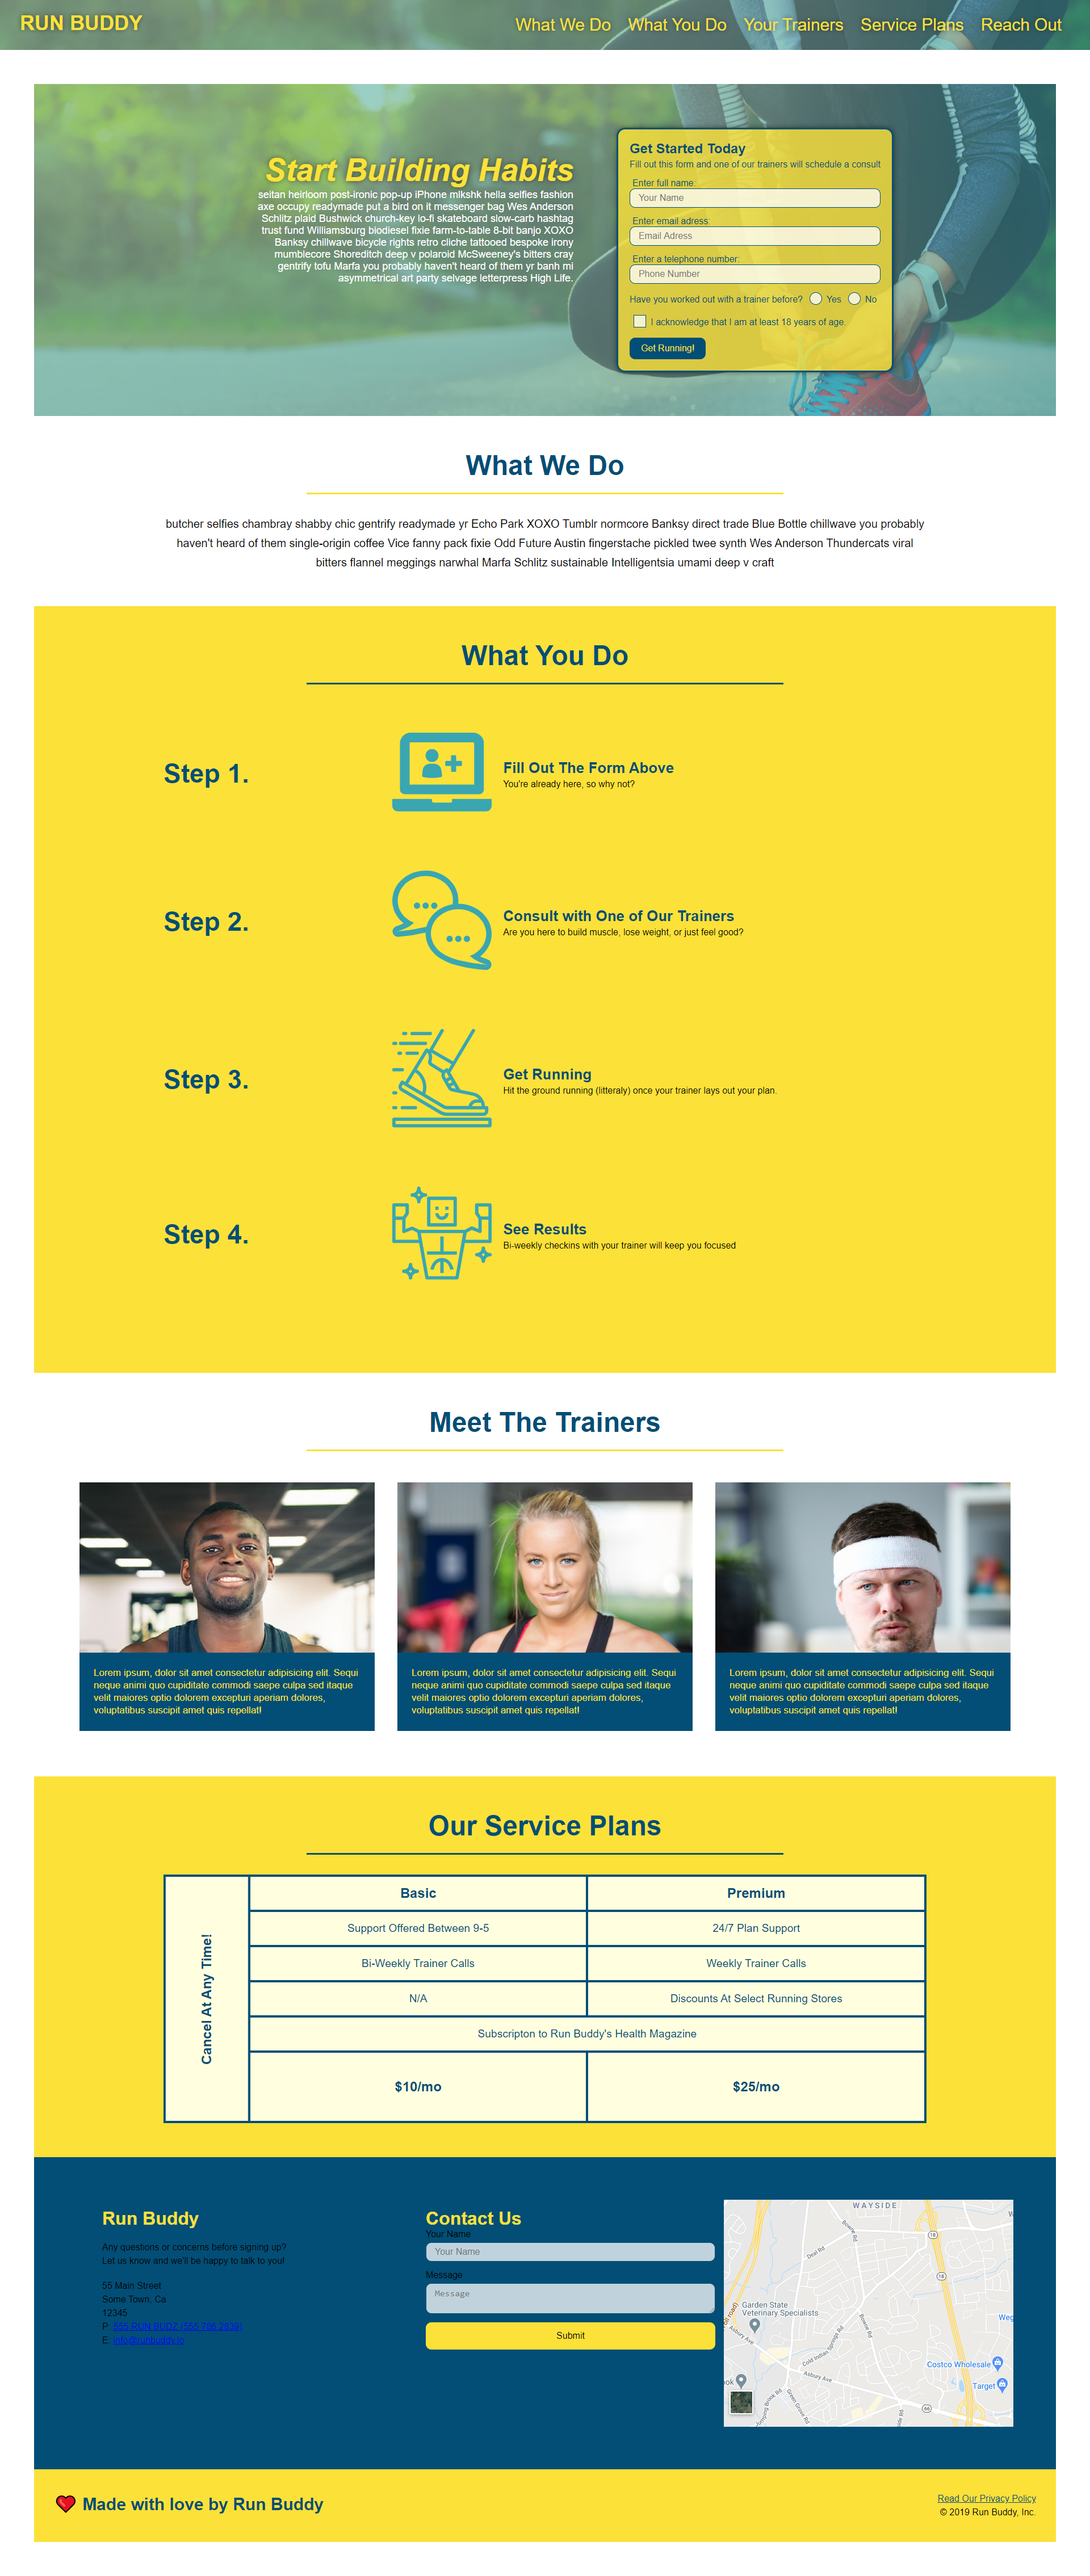 RUN BUDDY
What We Do What You Do Your Trainers Service Plans Reach Out
Start Building Habits
seitan heirloom post-ironic pop-up iPhone mlkshk hella selfies fashion
axe occupy readymade put a bird on it messenger bag Wes Anderson
Schlitz plaid Bushwick church-key lo-fi skateboard slow-carb hashtag
trust fund Williamsburg biodiesel fixie farm-to-table 8-bit banjo XOXO
Banksy chillwave bicycle rights retro cliche tattooed bespoke irony
mumblecore Shoreditch deep v polaroid McSweeney's bitters cray
gentrify tofu Marfa you probably haven't heard of them yr banh mi
asymmetrical art party selvage letterpress High Life.
Get Started Today
Fill out this form and one of our trainers will schedule a consult
Enter full name:
Your Name
Enter email adress:
Email Adress
Enter a telephone number:
Phone Number
Have you worked out with a trainer before? Yes No
I acknowledge that I am at least 18 years of age.
Get Running!
What We Do
butcher selfies chambray shabby chic gentrify readymade yr Echo Park XOXO Tumblr normcore Banksy direct trade Blue Bottle chillwave you probably
haven't heard of them single-origin coffee Vice fanny pack fixie Odd Future Austin fingerstache pickled twee synth Wes Anderson Thundercats viral
bitters flannel meggings narwhal Marfa Schlitz sustainable Intelligentsia umami deep v craft
What You Do
Step 1.
Fill Out The Form Above
You're already here, so why not?
Step 2.
Consult with One of Our Trainers
Are you here to build muscle, lose weight, or just feel good?
Step 3.
Get Running
Hit the ground running (litteraly) once your trainer lays out your plan.
Step 4.
See Results
Bi-weekly checkins with your trainer will keep you focused
Meet The Trainers
Lorem ipsum, dolor sit amet consectetur adipisicing elit. Sequi
neque animi quo cupiditate commodi saepe culpa sed itaque
velit maiores optio dolorem excepturi aperiam dolores,
voluptatibus suscipit amet quis repellat!
Lorem ipsum, dolor sit amet consectetur adipisicing elit. Sequi
neque animi quo cupiditate commodi saepe culpa sed itaque
velit maiores optio dolorem excepturi aperiam dolores,
voluptatibus suscipit amet quis repellat!
Lorem ipsum, dolor sit amet consectetur adipisicing elit. Sequi
neque animi quo cupiditate commodi saepe culpa sed itaque
velit maiores optio dolorem excepturi aperiam dolores,
voluptatibus suscipit amet quis repellat!
Our Service Plans
Cancel At Any Time!
Basic Premium
Support Offered Between 9-5 24/7 Plan Support
Bi-Weekly Trainer Calls Weekly Trainer Calls
N/A Discounts At Select Running Stores
Subscripton to Run Buddy's Health Magazine
$10/mo $25/mo
Run Buddy
Any questions or concerns before signing up?
Let us know and we'll be happy to talk to you!
55 Main Street
Some Town, Ca
12345
P: 555.RUN.BUDZ (555.786.2839)
E: info@runbuddy.io
Contact Us
Your Name
Your Name
Message
Message
Submit
WAYSIDE
Bowne Rd
18
Deal Rd
18
Garden State
Veterinary Specialists
Bowne Rd
Weg
Asbury Ave
Cold Indian Springs Rd
Costco Wholesale
Asbury Ave
Target
ok
Green Grove Rd
66
Made with love by Run Buddy
Read Our Privacy Policy
© 2019 Run Buddy, Inc.